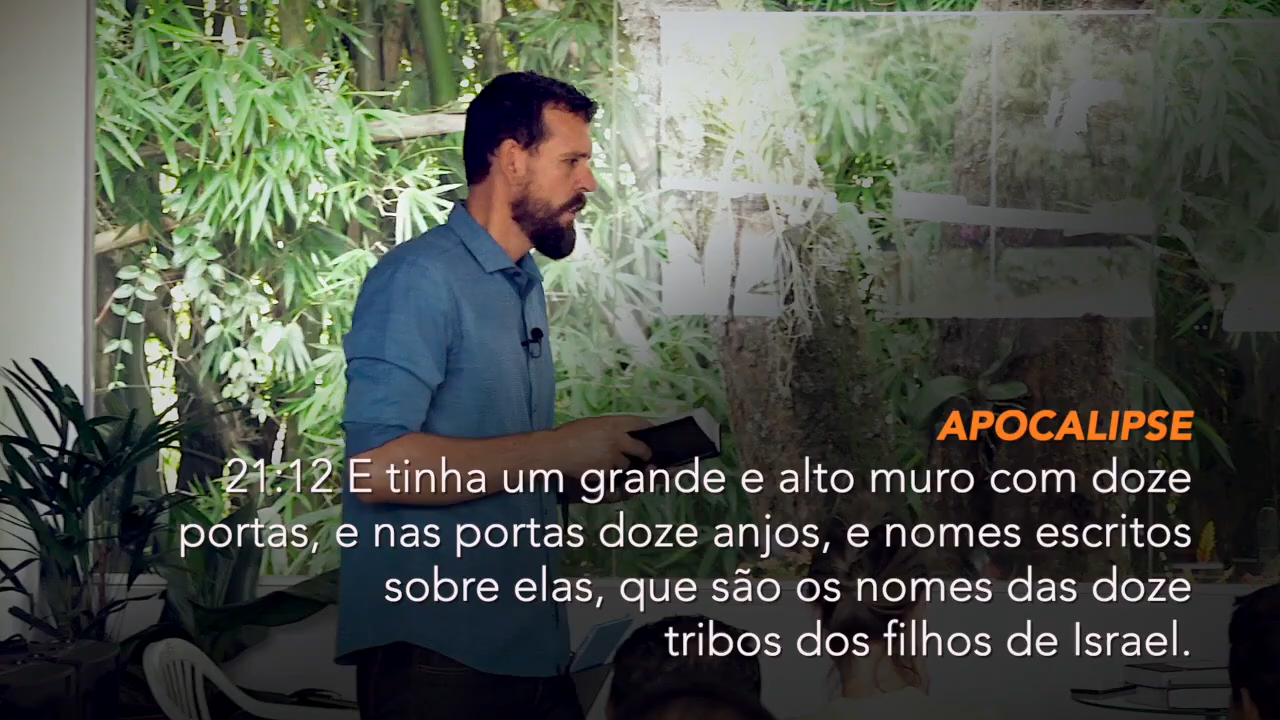 APOCALIPSE
21:12 E tinha um grande e alto muro com doze
portas, e nas portas doze anjos, e nomes escritos
sobre elas, que são os nomes das doze
tribos dos filhos de Israel.